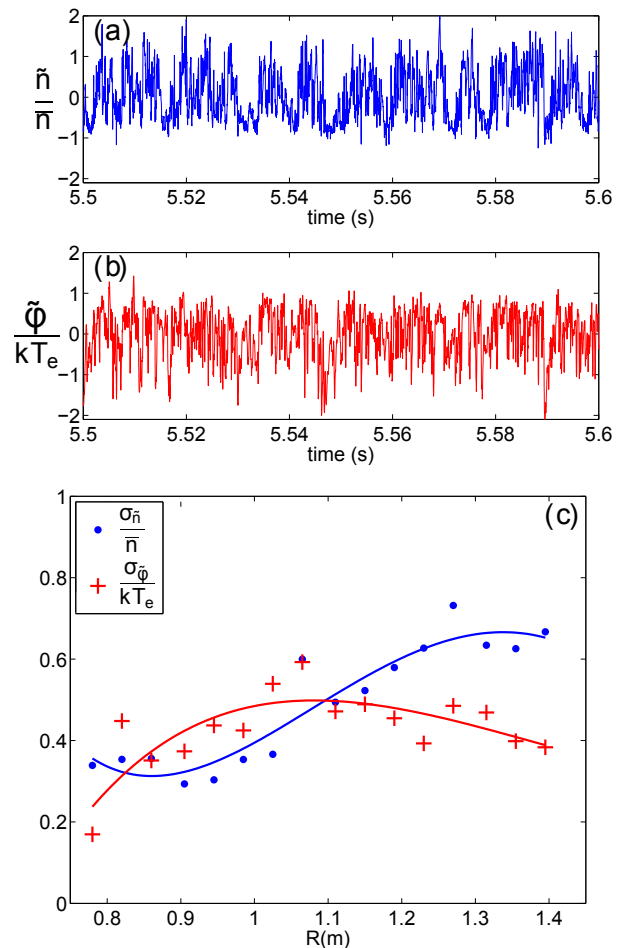 (a)
ñ
n̅
2
1
0
−1
−2
5.5 5.52 5.54 5.56 5.58 5.6
time (s)
(b)
φ̃
kTₑ
2
1
0
−1
−2
5.5 5.52 5.54 5.56 5.58 5.6
time (s)
(c)
σñ
n̅
σφ̃
kTₑ
1
0.8
0.6
0.4
0.2
0
0.8 0.9 1 1.1 1.2 1.3 1.4
R(m)